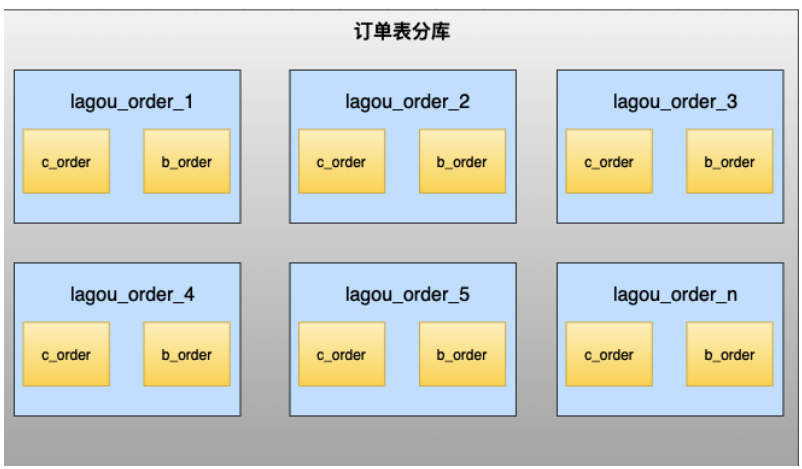 订单表分库
lagou_order_1
lagou_order_2
lagou_order_3
c_order
b_order
c_order
b_order
c_order
b_order
lagou_order_4
lagou_order_5
lagou_order_n
c_order
b_order
c_order
b_order
c_order
b_order